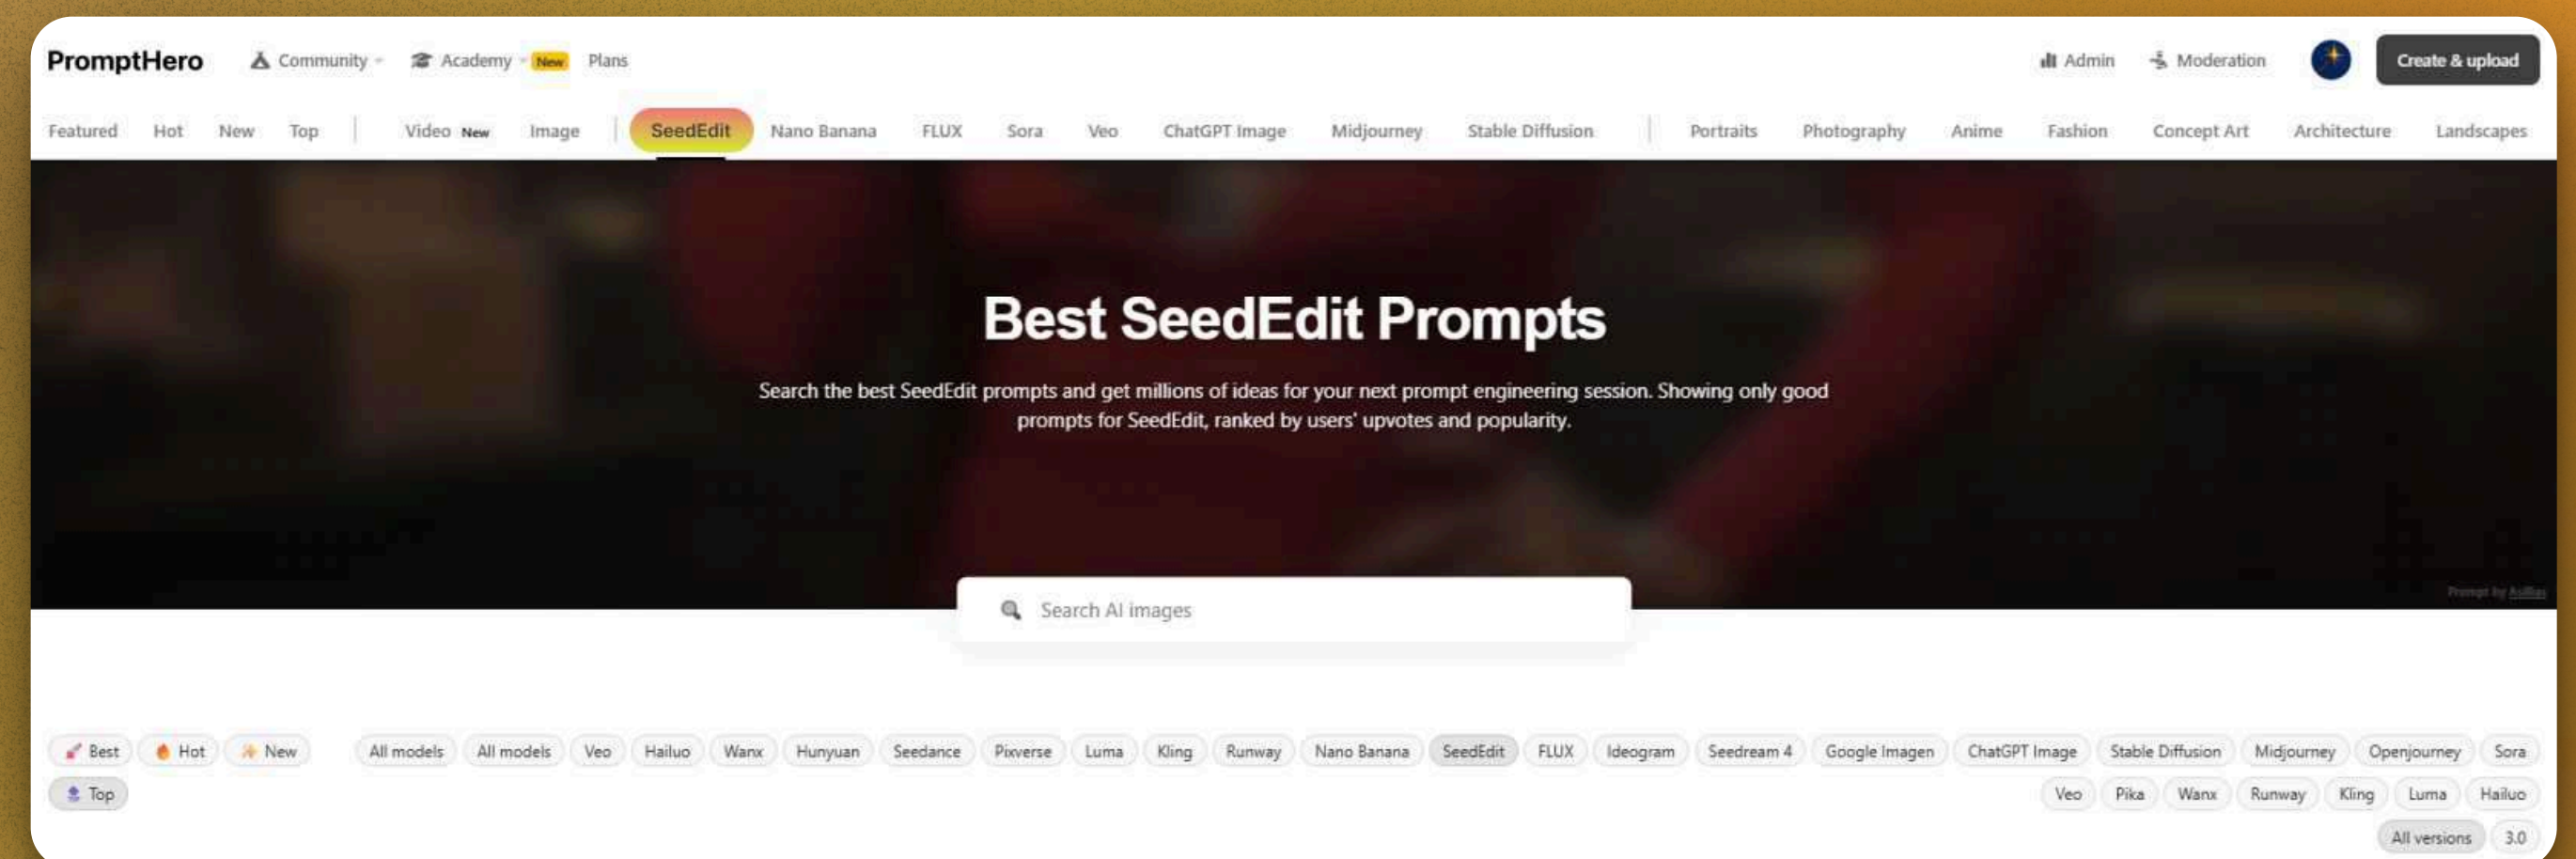 PromptHero Community Academy New Plans Admin Moderation Create & upload
Featured Hot New Top Video New Image SeedEdit Nano Banana FLUX Sora Veo ChatGPT Image Midjourney Stable Diffusion Portraits Photography Anime Fashion Concept Art Architecture Landscapes
Best SeedEdit Prompts
Search the best SeedEdit prompts and get millions of ideas for your next prompt engineering session. Showing only good
prompts for SeedEdit, ranked by users' upvotes and popularity.
Prompt by
Search AI images
Best Hot New All models All models Veo Hailuo Wanx Hunyuan Seedance Pixverse Luma Kling Runway Nano Banana SeedEdit FLUX Ideogram Seedream 4 Google Imagen ChatGPT Image Stable Diffusion Midjourney Openjourney Sora
Top Veo Pika Wanx Runway Kling Luma Hailuo
All versions 3.0